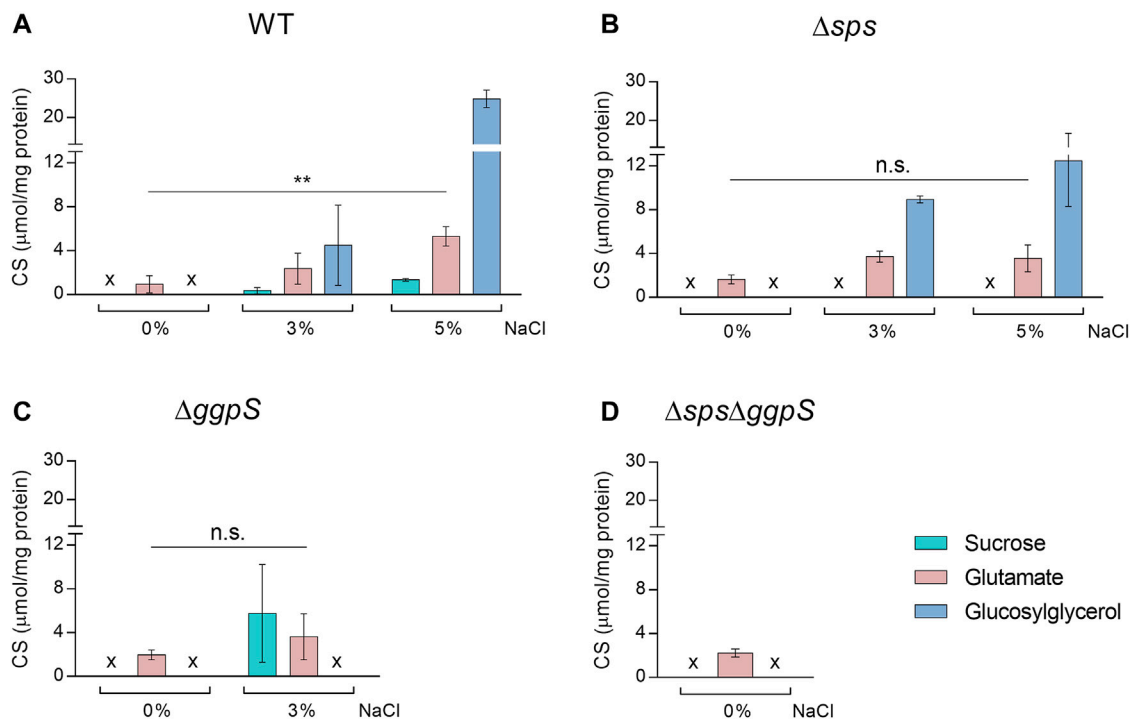 A
WT
CS (μmol/mg protein)
30
20
12
8
4
0
**
x
x
0%
3%
5%
NaCl
B
Δsps
CS (μmol/mg protein)
30
20
12
8
4
0
n.s.
x
x
x
x
0%
3%
5%
NaCl
C
ΔggpS
CS (μmol/mg protein)
30
20
12
8
4
0
n.s.
x
x
x
0%
3%
NaCl
D
ΔspsΔggpS
CS (μmol/mg protein)
30
20
12
8
4
0
x
x
0%
NaCl
Sucrose
Glutamate
Glucosylglycerol